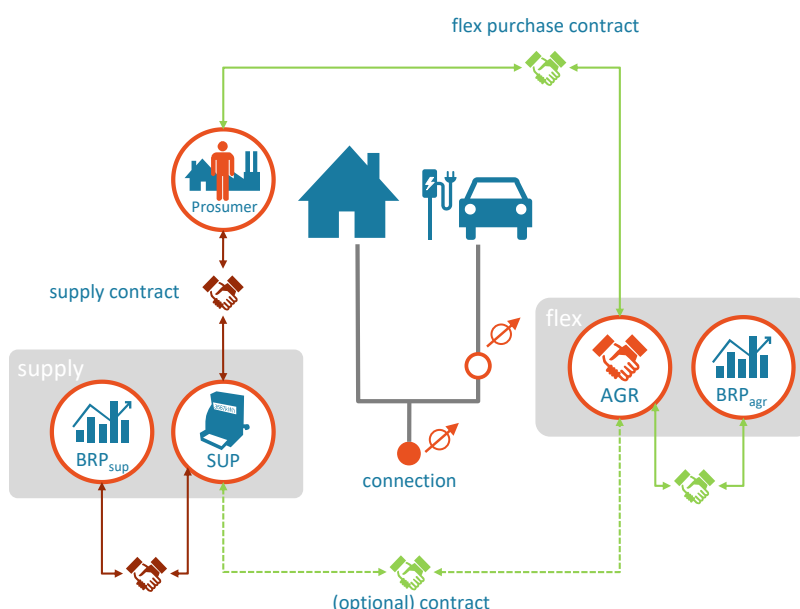 flex purchase contract
Prosumer
supply contract
flex
supply
AGR
BRPagr
BRPsup
SUP
connection
(optional) contract